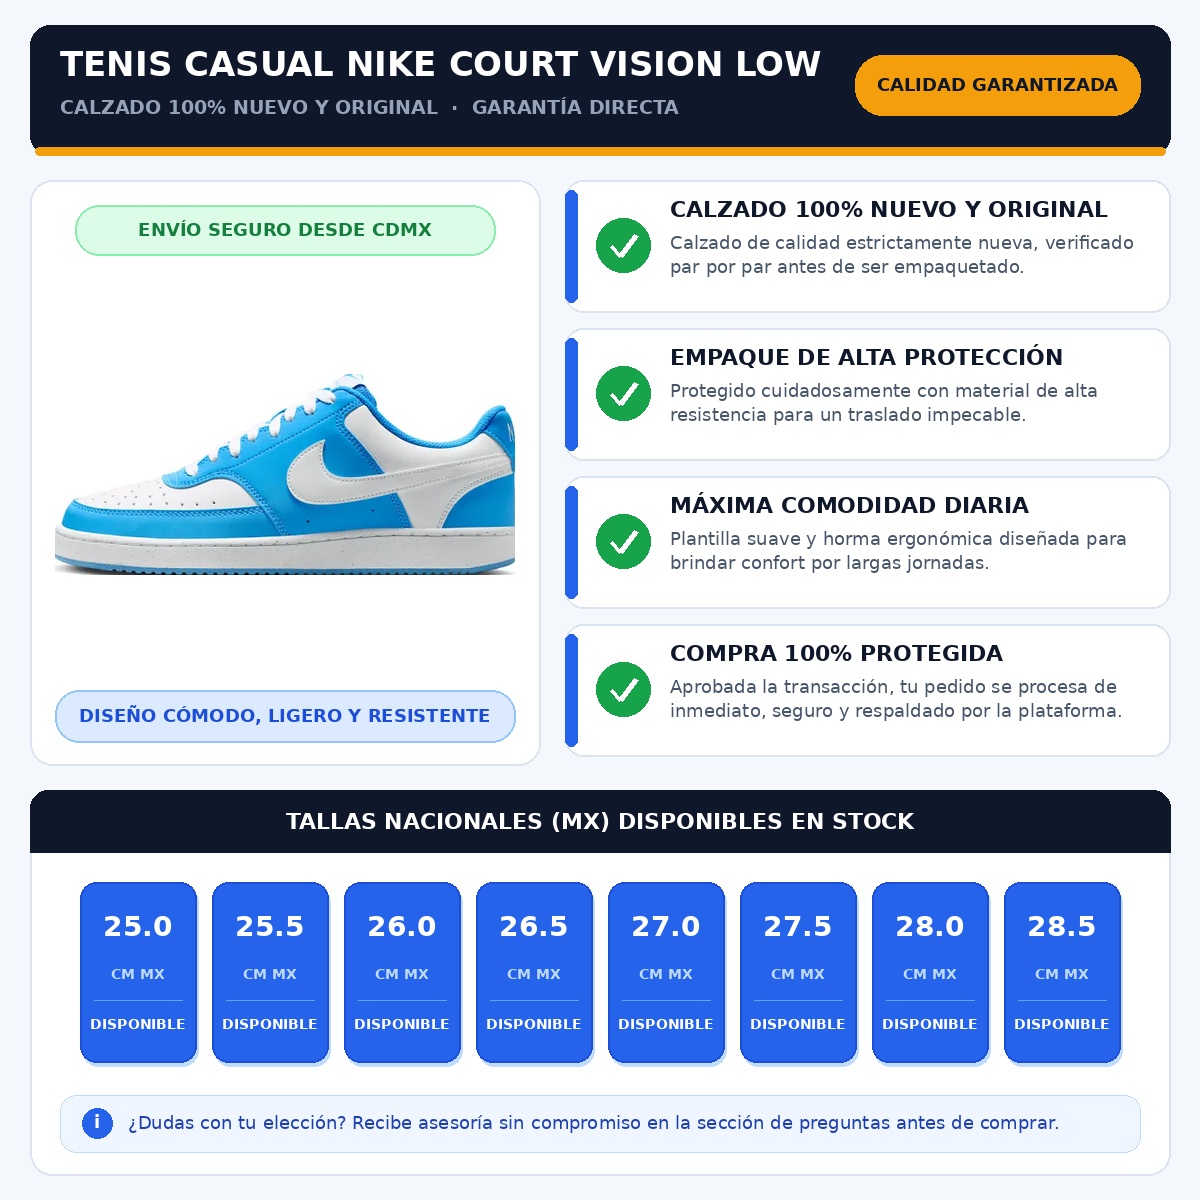 TENIS CASUAL NIKE COURT VISION LOW
CALZADO 100% NUEVO Y ORIGINAL · GARANTÍA DIRECTA
CALIDAD GARANTIZADA
ENVÍO SEGURO DESDE CDMX
DISEÑO CÓMODO, LIGERO Y RESISTENTE
CALZADO 100% NUEVO Y ORIGINAL
Calzado de calidad estrictamente nueva, verificado
par por par antes de ser empaquetado.
EMPAQUE DE ALTA PROTECCIÓN
Protegido cuidadosamente con material de alta
resistencia para un traslado impecable.
MÁXIMA COMODIDAD DIARIA
Plantilla suave y horma ergonómica diseñada para
brindar confort por largas jornadas.
COMPRA 100% PROTEGIDA
Aprobada la transacción, tu pedido se procesa de
inmediato, seguro y respaldado por la plataforma.
TALLAS NACIONALES (MX) DISPONIBLES EN STOCK
25.0 25.5 26.0 26.5 27.0 27.5 28.0 28.5
CM MX CM MX CM MX CM MX CM MX CM MX CM MX CM MX
DISPONIBLE DISPONIBLE DISPONIBLE DISPONIBLE DISPONIBLE DISPONIBLE DISPONIBLE DISPONIBLE
i ¿Dudas con tu elección? Recibe asesoría sin compromiso en la sección de preguntas antes de comprar.